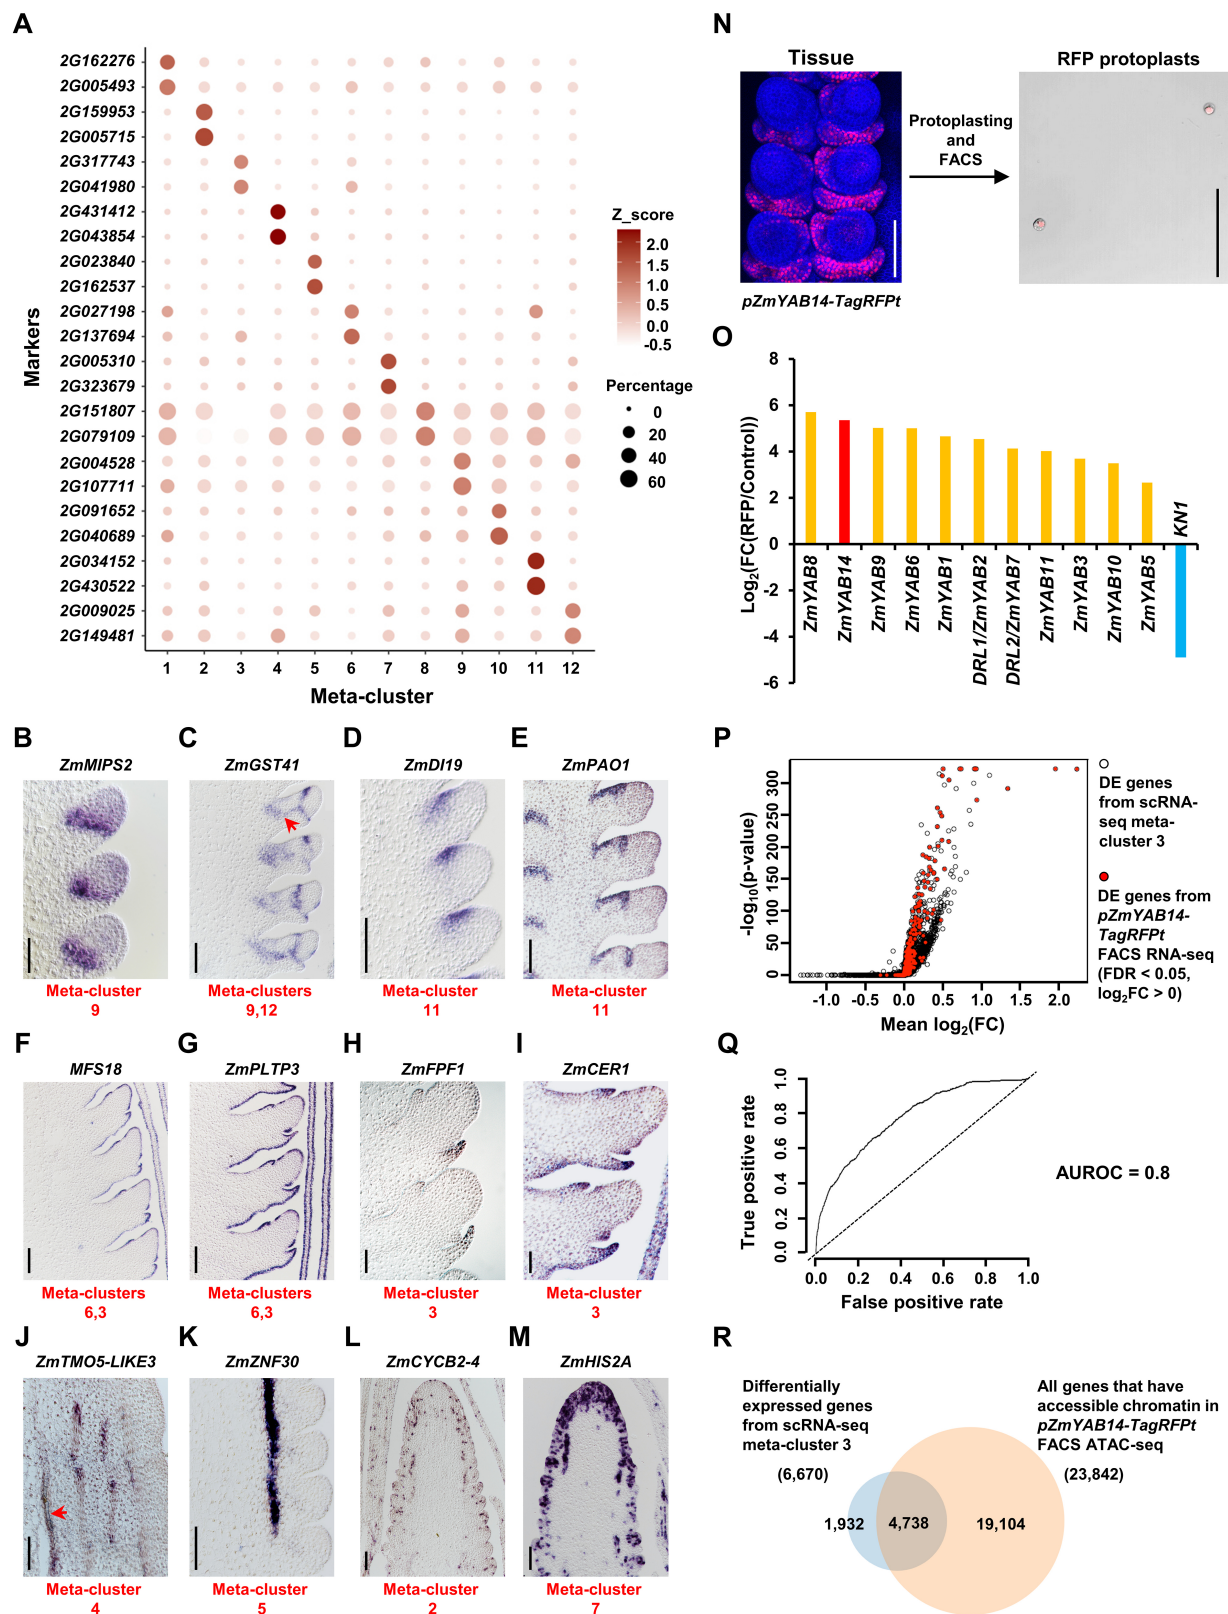 A
2G162276
2G005493
2G159953
2G005715
2G317743
2G041980
2G431412
2G043854
2G023840
2G162537
2G027198
2G137694
2G005310
2G323679
2G151807
2G079109
2G004528
2G107711
2G091652
2G040689
2G034152
2G430522
2G009025
2G149481
Markers
1 2 3 4 5 6 7 8 9 10 11 12
Meta-cluster
Z_score
2.0
1.5
1.0
0.5
0.0
-0.5
Percentage
0
20
40
60
B
ZmMIPS2
Meta-cluster
9
C
ZmGST41
Meta-clusters
9,12
D
ZmDI19
Meta-cluster
11
E
ZmPAO1
Meta-cluster
11
F
MFS18
Meta-clusters
6,3
G
ZmPLTP3
Meta-clusters
6,3
H
ZmFPF1
Meta-cluster
3
I
ZmCER1
Meta-cluster
3
J
ZmTMO5-LIKE3
Meta-cluster
4
K
ZmZNF30
Meta-cluster
5
L
ZmCYCB2-4
Meta-cluster
2
M
ZmHIS2A
Meta-cluster
7
N
Tissue
pZmYAB14-TagRFPt
Protoplasting
and
FACS
RFP protoplasts
O
Log2(FC(RFP/Control))
8
6
4
2
0
-2
-4
-6
ZmYAB8
ZmYAB14
ZmYAB9
ZmYAB6
ZmYAB1
DRL1/ZmYAB2
DRL2/ZmYAB7
ZmYAB11
ZmYAB3
ZmYAB10
ZmYAB5
KN1
P
-log10(p-value)
300
250
200
150
100
50
0
-1.0 -0.5 0.0 0.5 1.0 1.5 2.0
Mean log2(FC)
DE genes
from scRNA-
seq meta-
cluster 3
DE genes from
pZmYAB14-
TagRFPt
FACS RNA-seq
(FDR < 0.05,
log2FC > 0)
Q
True positive rate
1.0
0.8
0.6
0.4
0.2
0.0
0.0 0.2 0.4 0.6 0.8 1.0
False positive rate
AUROC = 0.8
R
Differentially
expressed genes
from scRNA-seq
meta-cluster 3
(6,670)
All genes that have
accessible chromatin in
pZmYAB14-TagRFPt
FACS ATAC-seq
(23,842)
1,932 4,738 19,104